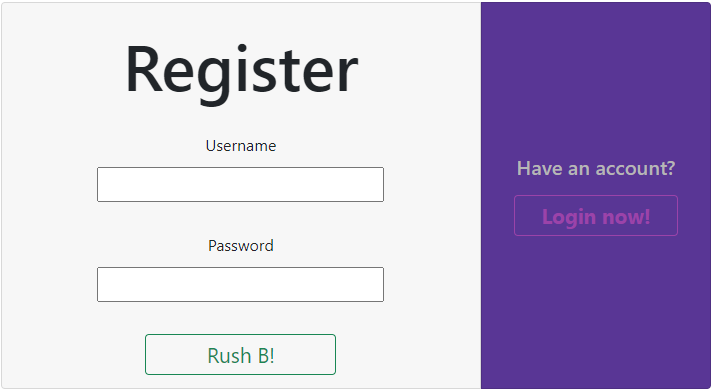 Register
Username
Password
Rush B!
Have an account?
Login now!